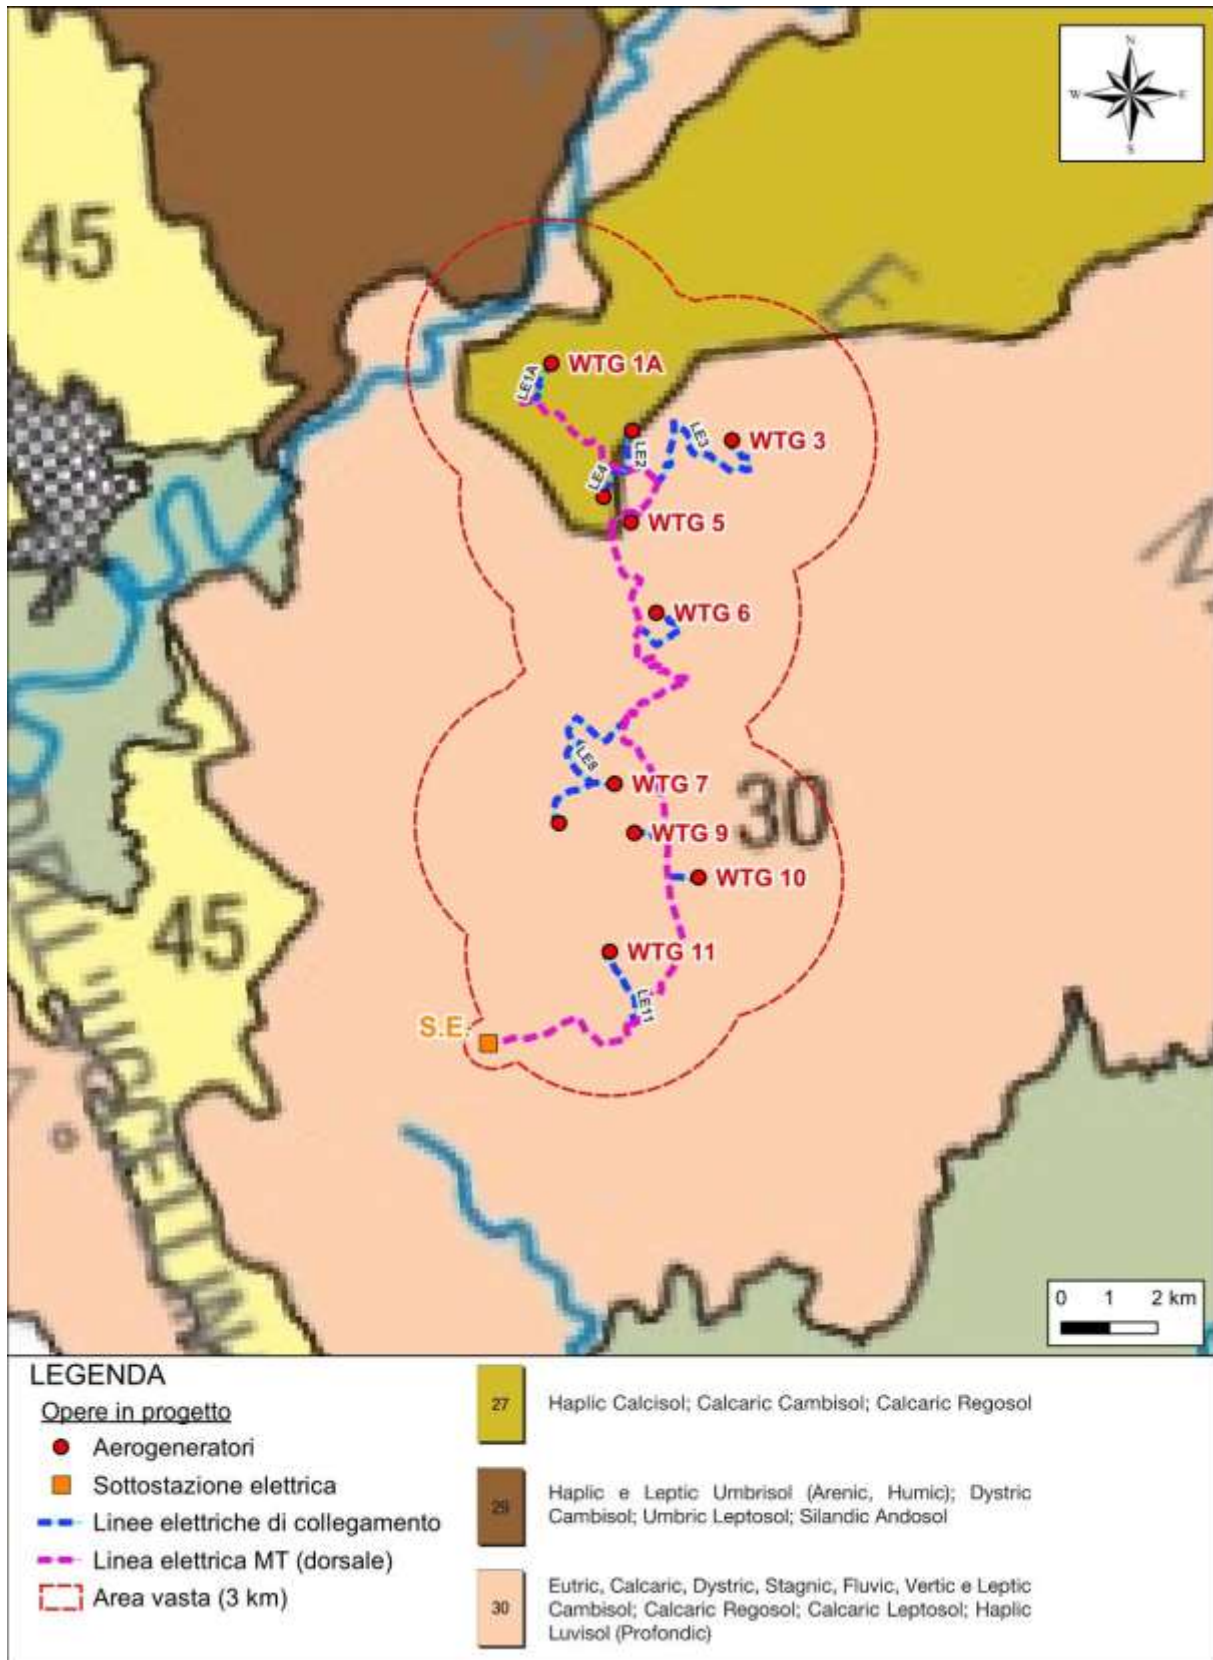 N
W E
S
45
E
WTG 1A
LE1A
WTG 3
LE3
LE2
LE4
WTG 5
WTG 6
LE8
WTG 7
30
WTG 9
WTG 10
45
WTG 11
LE11
S.E.
0 1 2 km
LEGENDA
Opere in progetto
Aerogeneratori
Sottostazione elettrica
Linee elettriche di collegamento
Linea elettrica MT (dorsale)
Area vasta (3 km)
27 Haplic Calcisol; Calcaric Cambisol; Calcaric Regosol
Haplic e Leptic Umbrisol (Arenic, Humic); Dystric
Cambisol; Umbric Leptosol; Silandic Andosol
Eutric, Calcaric, Dystric, Stagnic, Fluvic, Vertic e Leptic
30 Cambisol; Calcaric Regosol; Calcaric Leptosol; Haplic
Luvisol (Profondic)